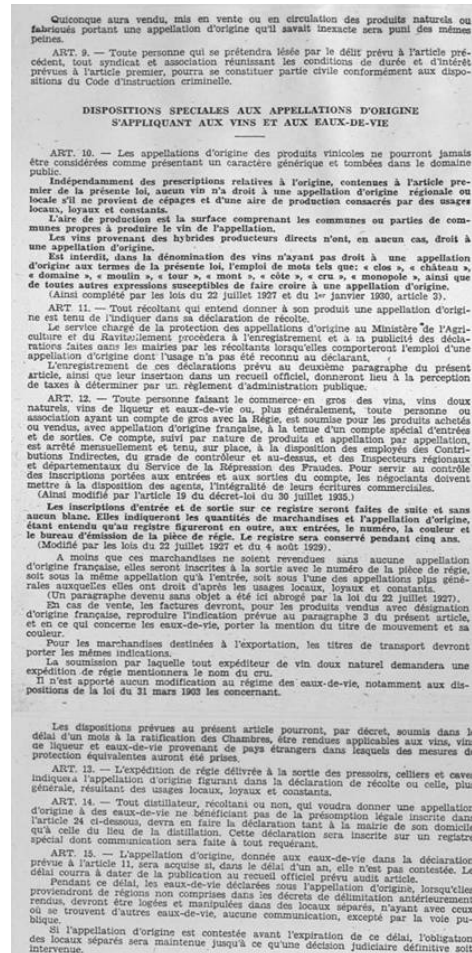 Quiconque aura vendu, mis en vente ou en circulation des produits naturels ou
fabriqués portant une appellation d'origine qu'il savait inexacte sera puni des mêmes
peines.
ART. 9. — Toute personne qui se prétendra lésée par le délit prévu à l'article pré-
cédent, tout syndicat et association réunissant les conditions de durée et d'intérêt
prévues à l'article premier, pourra se constituer partie civile conformément aux dispo-
sitions du Code d'instruction criminelle.
DISPOSITIONS SPECIALES AUX APPELLATIONS D'ORIGINE
S'APPLIQUANT AUX VINS ET AUX EAUX-DE-VIE
ART. 10. — Les appellations d'origine des produits vinicoles ne pourront jamais
être considérées comme présentant un caractère générique et tombées dans le domaine
public.
Indépendamment des prescriptions relatives à l'origine, contenues à l'article pre-
mier de la présente loi, aucun vin n'a droit à une appellation d'origine régionale ou
locale s'il ne provient de cépages et d'une aire de production consacrés par des usages
locaux, loyaux et constants.
L'aire de production est la surface comprenant les communes ou parties de com-
munes propres à produire le vin de l'appellation.
Les vins provenant des hybrides producteurs directs n'ont, en aucun cas, droit à
une appellation d'origine.
Est interdit, dans la dénomination des vins n'ayant pas droit à une appellation
d'origine aux termes de la présente loi, l'emploi de mots tels que: « clos », « château »,
« domaine », « moulin », « tour », « mont », « côte », « cru », « monopole », ainsi que
de toutes autres expressions susceptibles de faire croire à une appellation d'origine.
(Ainsi complété par les lois du 22 juillet 1927 et du 1er janvier 1930, article 3).
ART 11. — Tout récoltant qui entend donner à son produit une appellation d'origi-
ne est tenu de l'indiquer dans sa déclaration de récolte.
Le service chargé de la protection des appellations d'origine au Ministère de l'Agri-
culture et du Ravitaillement procédera à l'enregistrement et à la publicité des décla-
rations faites dans les mairies par les récoltants lorsqu'elles comporteront l'emploi d'une
appellation d'origine dont l'usage n'a pas été reconnu au déclarant.
L'enregistrement de ces déclarations prévu au deuxième paragraphe du présent
article, ainsi que leur insertion dans un recueil officiel, donneront lieu à la perception
de taxes à déterminer par un règlement d'administration publique.
ART. 12. — Toute personne faisant le commerce en gros des vins, vins doux
naturels, vins de liqueur et eaux-de-vie ou, plus généralement, toute personne ou
association ayant un compte de gros avec la Régie, est soumise pour les produits achetés
ou vendus, avec appellation d'origine française, à la tenue d'un compte spécial d'entrées
et de sorties. Ce compte, suivi par nature de produits et appellation par appellation,
est arrêté mensuellement et tenu, sur place, à la disposition des employés des Contri-
butions Indirectes, du grade de contrôleur et au-dessus, et des Inspecteurs régionaux
et départementaux du Service de la Répression des Fraudes. Pour servir au contrôle
des inscriptions portées aux entrées et aux sorties du compte, les négociants doivent
mettre à la disposition des agents, l'intégralité de leurs écritures commerciales.
(Ainsi modifié par l'article 19 du décret-loi du 30 juillet 1935.)
Les inscriptions d'entrée et de sortie sur ce registre seront faites de suite et sans
aucun blanc. Elles indiqueront les quantités de marchandises et l'appellation d'origine,
étant entendu qu'au registre figureront en outre, aux entrées, le numéro, la couleur et
le bureau d'émission de la pièce de régie. Le registre sera conservé pendant cinq ans.
(Modifié par les lois du 22 juillet 1927 et du 4 août 1929).
A moins que ces marchandises ne soient revendues sans aucune appellation
d'origine française, elles seront inscrites à la sortie avec le numéro de la pièce de régie,
soit sous la même appellation qu'à l'entrée, soit sous l'une des appellations plus géné-
rales auxquelles elles ont droit d'après les usages locaux, loyaux et constants.
(Un paragraphe devenu sans objet a été ici abrogé par la loi du 22 juillet 1927).
En cas de vente, les factures devront, pour les produits vendus avec désignation
d'origine française, reproduire l'indication prévue au paragraphe 3 du présent article,
et en ce qui concerne les eaux-de-vie, porter la mention du titre de mouvement et sa
couleur.
Pour les marchandises destinées à l'exportation, les titres de transport devront
porter les mêmes indications.
La soumission par laquelle tout expéditeur de vin doux naturel demandera une
expédition de régie mentionnera le nom du cru.
Il n'est apporté aucun modification au régime des eaux-de-vie, notamment aux dis-
positions de la loi du 31 mars 1903 les concernant.
Les dispositions prévues au présent article pourront, par décret, soumis dans le
délai d'un mois à la ratification des Chambres, être rendues applicables aux vins, vins
de liqueur et eaux-de-vie provenant de pays étrangers dans lesquels des mesures de
protection équivalentes auront été prises.
ART. 13. — L'expédition de régie délivrée à la sortie des pressoirs, celliers et caves
indiquera l'appellation d'origine figurant dans la déclaration de récolte ou celle, plus
générale, résultant des usages locaux, loyaux et constants.
ART. 14. — Tout distillateur, récoltant ou non, qui voudra donner une appellation
d'origine à des eaux-de-vie ne bénéficiant pas de la présomption légale inscrite dans
l'article 24 ci-dessous, devra en faire la déclaration tant à la mairie de son domicile
qu'à celle du lieu de la distillation. Cette déclaration sera inscrite sur un registre
spécial dont communication sera faite à tout requérant.
ART. 15. — L'appellation d'origine, donnée aux eaux-de-vie dans la déclaration
prévue à l'article 11, sera acquise si, dans le délai d'un an, elle n'est pas contestée. Le
délai courra à dater de la publication au recueil officiel prévu audit article.
Pendant ce délai, les eaux-de-vie déclarées sous l'appellation d'origine, lorsqu'elles
proviendront de régions non comprises dans les décrets de délimitation antérieurement
rendus, devront être logées et manipulées dans des locaux séparés, n'ayant avec ceux
où se trouvent d'autres eaux-de-vie, aucune communication, excepté par la voie pu-
blique.
Si l'appellation d'origine est contestée avant l'expiration de ce délai, l'obligation
des locaux séparés sera maintenue jusqu'à ce qu'une décision judiciaire définitive soit
intervenue.